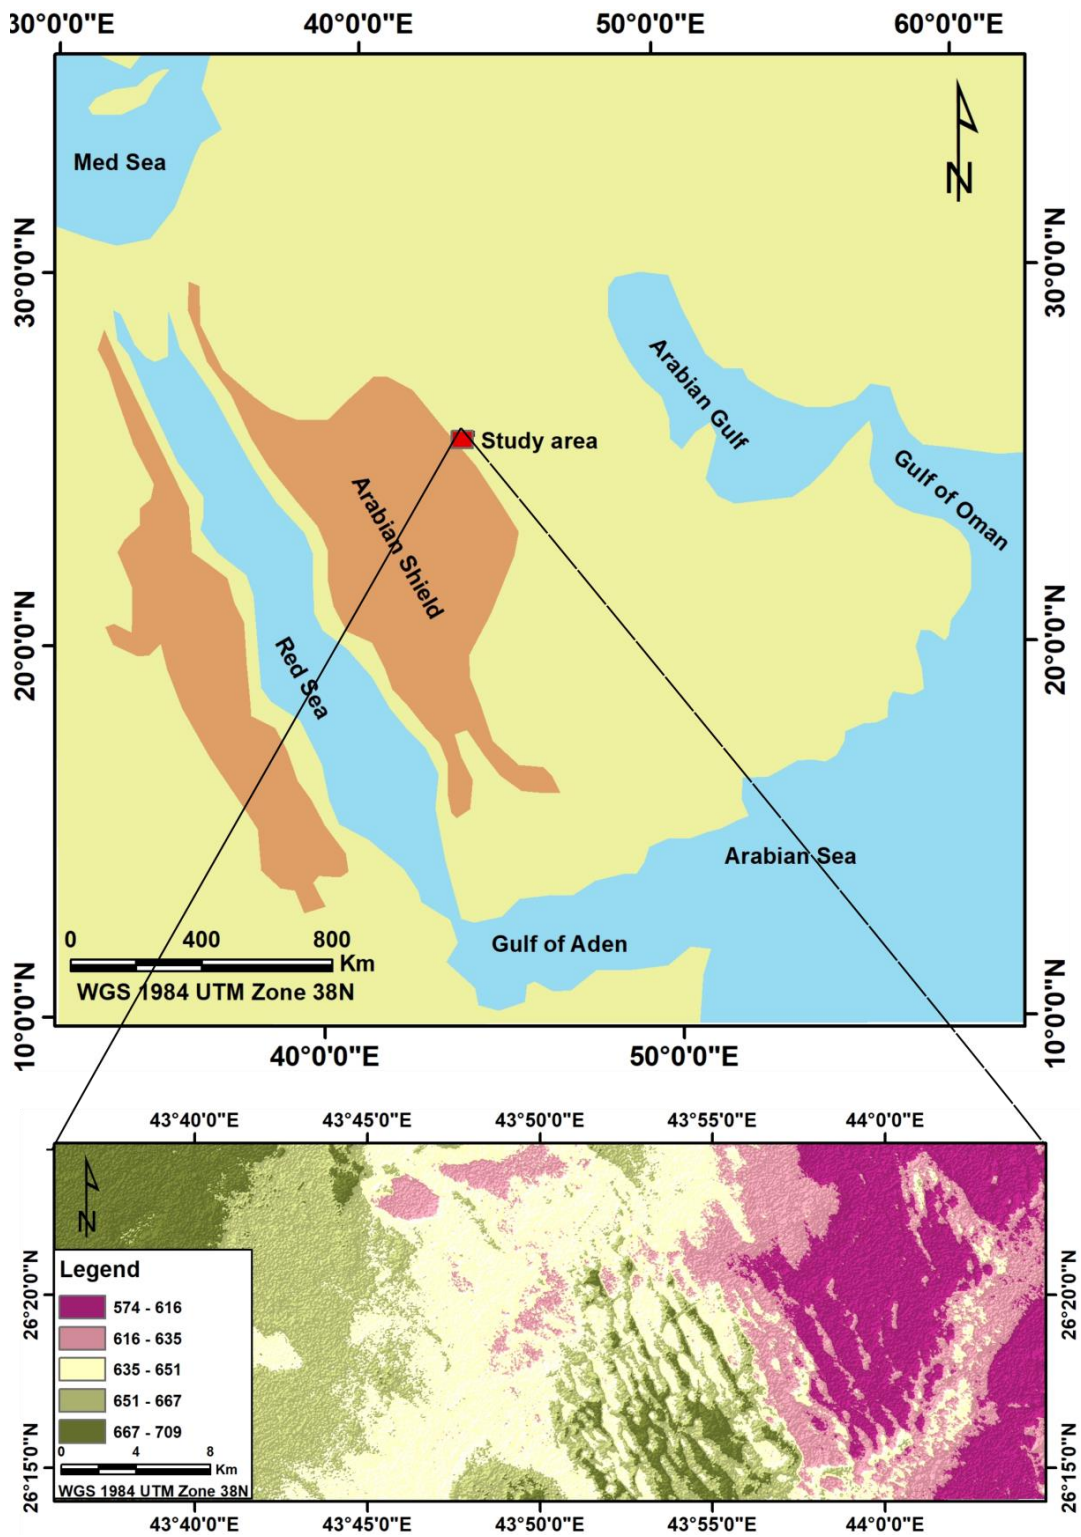 30°0'0"E 40°0'0"E 50°0'0"E 60°0'0"E
N
Med Sea
30°0'0"N
30°0'0"N
Arabian Gulf
Study area
Gulf of Oman
Arabian Shield
20°0'0"N
20°0'0"N
Red Sea
Arabian Sea
Gulf of Aden
0 400 800
Km
WGS 1984 UTM Zone 38N
10°0'0"N
10°0'0"N
40°0'0"E 50°0'0"E
43°40'0"E 43°45'0"E 43°50'0"E 43°55'0"E 44°0'0"E
N
Legend
574 - 616
616 - 635
635 - 651
651 - 667
667 - 709
0 4 8
Km
WGS 1984 UTM Zone 38N
26°20'0"N
26°20'0"N
26°15'0"N
26°15'0"N
43°40'0"E 43°45'0"E 43°50'0"E 43°55'0"E 44°0'0"E